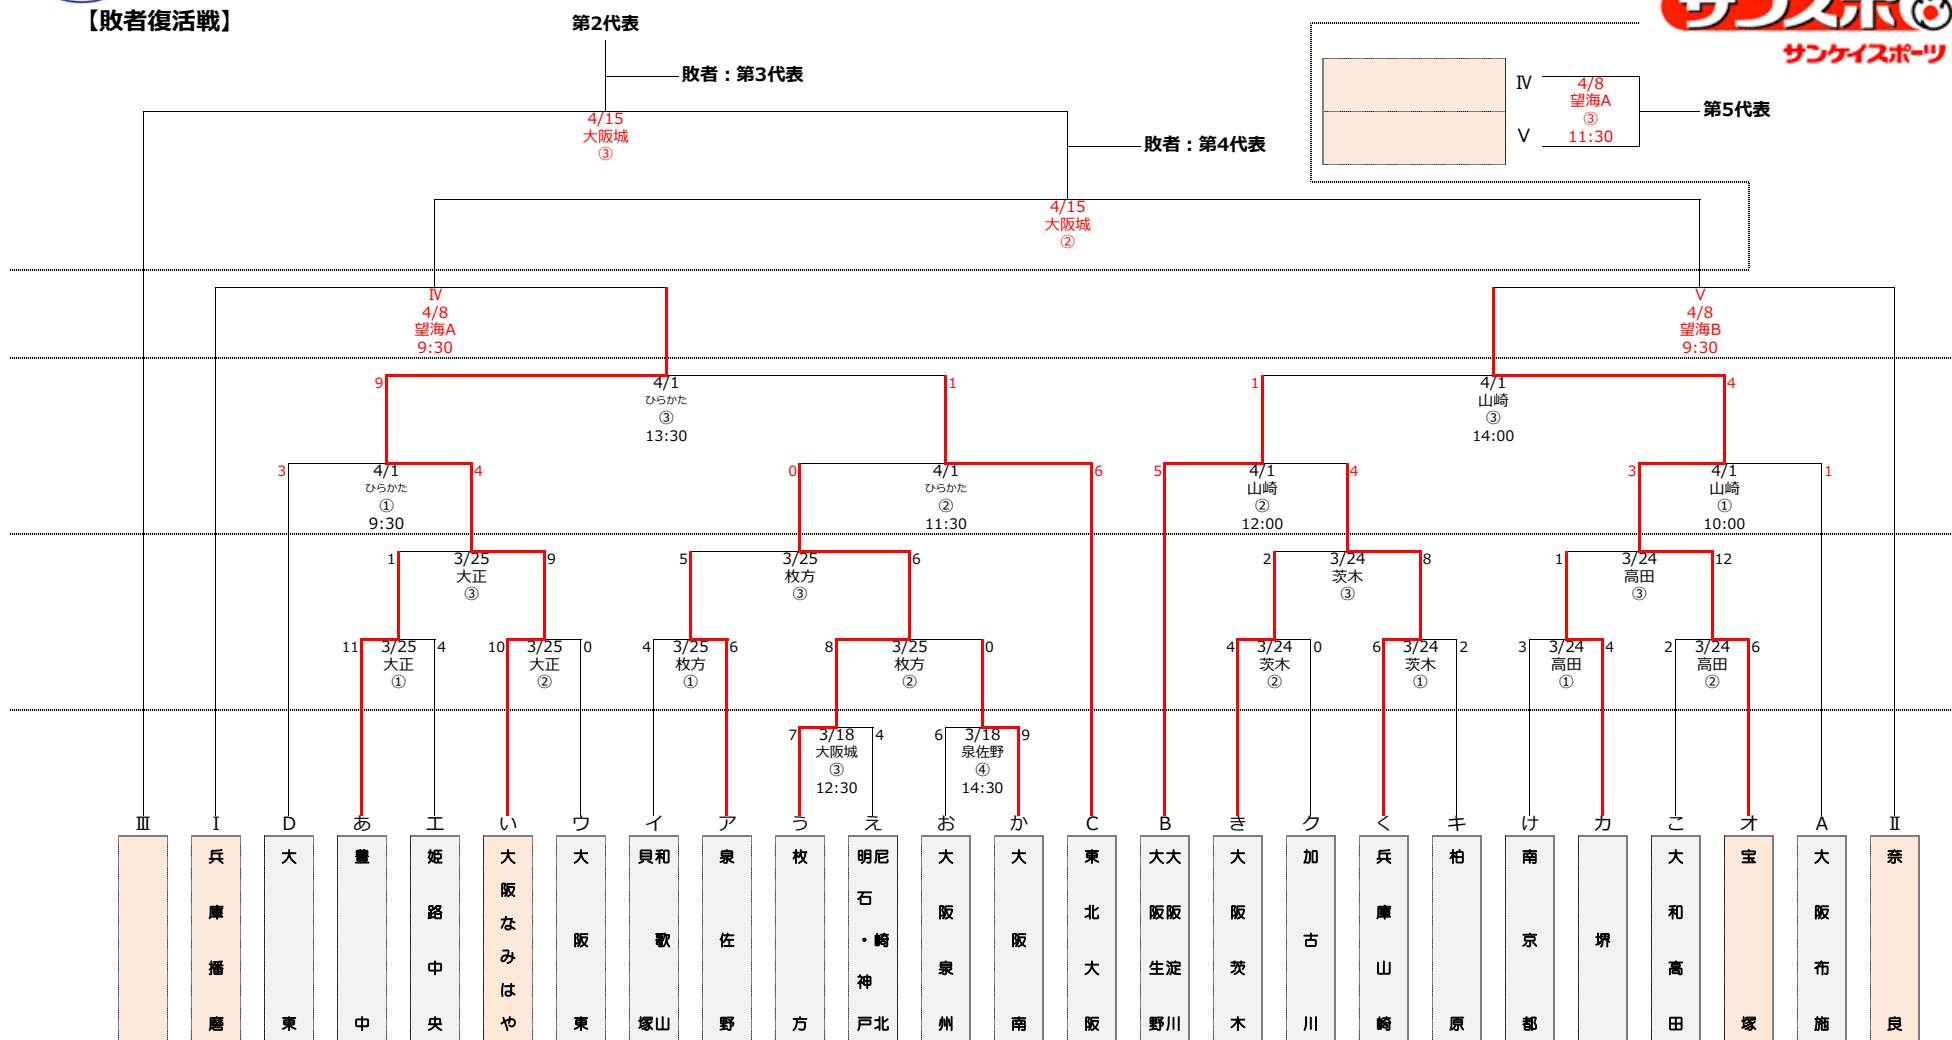 【敗者復活戦】
第2代表
サンスポ
サンケイスポーツ
敗者：第3代表
Ⅳ
4/8
望海A
③
11:30
Ⅴ
第5代表
4/15
大阪城
③
敗者：第4代表
4/15
大阪城
②
Ⅳ
4/8
望海A
9:30
Ⅴ
4/8
望海B
9:30
9 4/1 1
ひらかた
③
13:30
1 4/1 4
山崎
③
14:00
3 4/1 4
ひらかた
①
9:30
0 4/1 6
ひらかた
②
11:30
5 4/1 4
山崎
②
12:00
3 4/1 1
山崎
①
10:00
1 3/25 9
大正
③
5 3/25 6
枚方
③
2 3/24 8
茨木
③
1 3/24 12
高田
③
11 3/25 4
大正
①
10 3/25 0
大正
②
4 3/25 6
枚方
①
8 3/25 0
枚方
②
4 3/24 0
茨木
②
6 3/24 2
茨木
①
3 3/24 4
高田
①
2 3/24 6
高田
②
7 3/18 4
大阪城
③
12:30
6 3/18 9
泉佐野
④
14:30
Ⅲ Ⅰ D あ エ い ウ イ ア う え お か C B き ク く キ け カ こ オ A Ⅱ
兵庫播磨
大東
豊中
姫路中央
大阪なみはや
大阪東
和歌山
貝塚
泉佐野
枚方
尼崎北
明石・神戸
大阪泉州
大阪南
東北大阪
大阪淀川
大阪生野
大阪茨木
加古川
兵庫山崎
柏原
南京都
堺
大和高田
宝塚
大阪布施
奈良